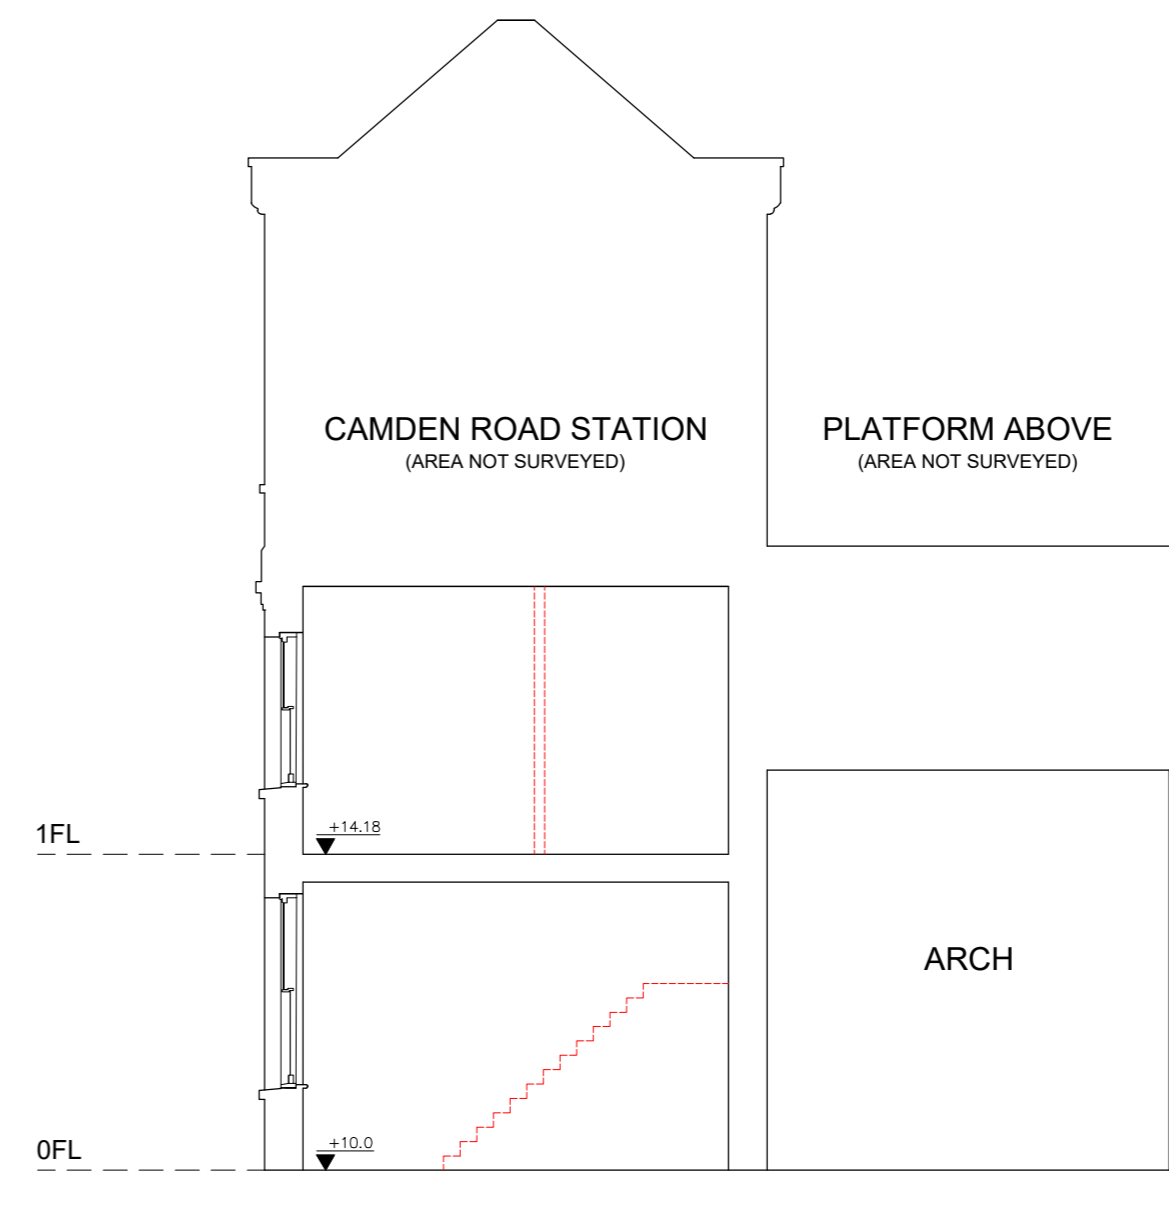 CAMDEN ROAD STATION
(AREA NOT SURVEYED)
PLATFORM ABOVE
(AREA NOT SURVEYED)
1FL
+14.18
ARCH
0FL
+10.0